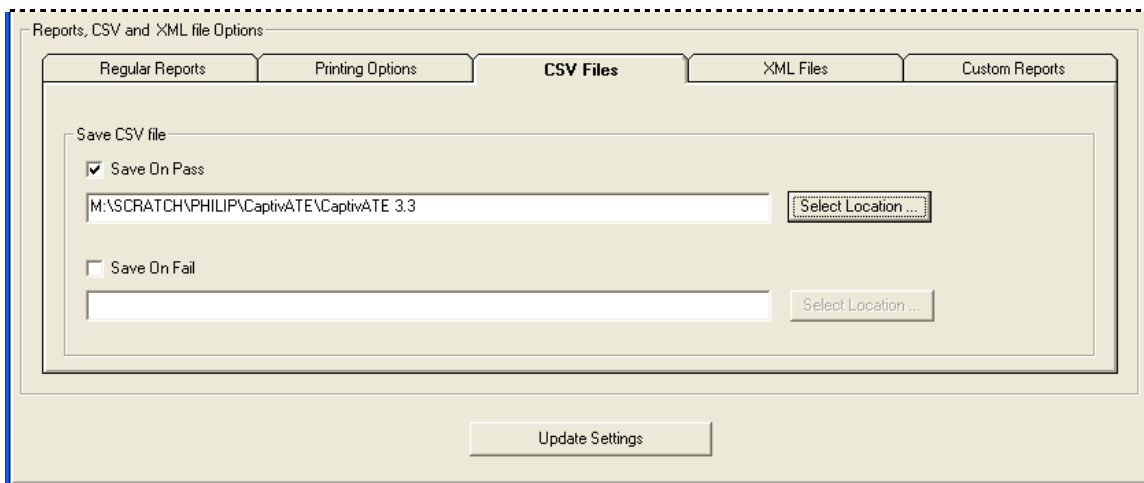 Reports, CSV and XML file Options
Regular Reports Printing Options CSV Files XML Files Custom Reports
Save CSV file
Save On Pass
M:\SCRATCH\PHILIP\CaptivATE\CaptivATE 3.3 Select Location ...
Save On Fail
Select Location ...
Update Settings